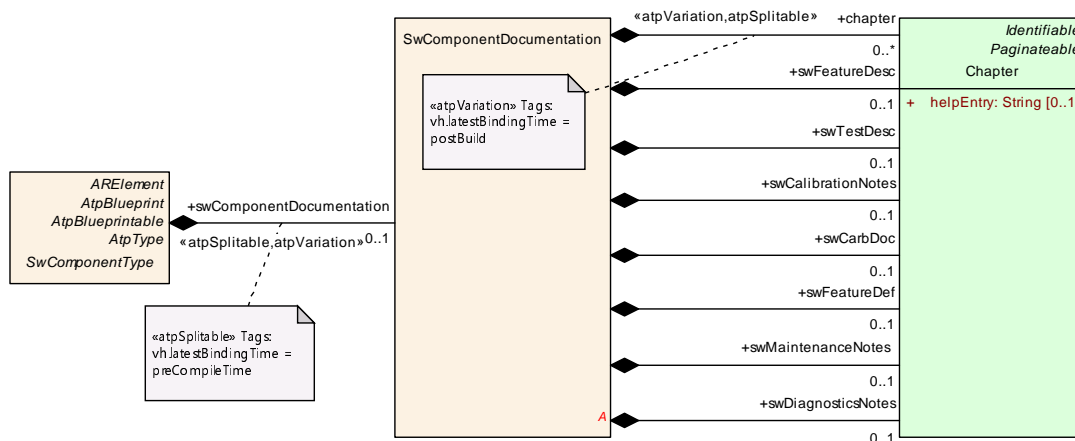 «atpVariation,atpSplitable»
+chapter
SwComponentDocumentation
Identifiable
Paginateable
0..*
+swFeatureDesc
Chapter
«atpVariation» Tags:
vh.latestBindingTime =
postBuild
0..1
+ helpEntry: String [0..1
+swTestDesc
0..1
+swCalibrationNotes
ARElement
AtpBlueprint
AtpBlueprintable
AtpType
SwComponentType
+swComponentDocumentation
«atpSplitable,atpVariation»
0..1
0..1
+swCarbDoc
0..1
+swFeatureDef
«atpSplitable» Tags:
vh.latestBindingTime =
preCompileTime
0..1
+swMaintenanceNotes
0..1
+swDiagnosticsNotes
A
0..1